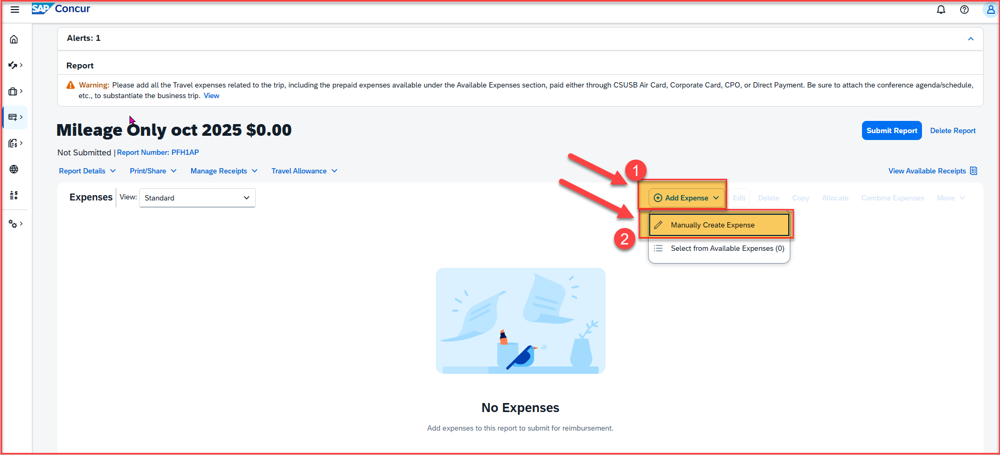 SAP Concur
Alerts: 1
Report
Warning: Please add all the Travel expenses related to the trip, including the prepaid expenses available under the Available Expenses section, paid either through CSUSB Air Card, Corporate Card, CPO, or Direct Payment. Be sure to attach the conference agenda/schedule,
etc., to substantiate the business trip. View
Mileage Only oct 2025 $0.00
Submit Report
Delete Report
Not Submitted | Report Number: PFH1AP
Report Details
Print/Share
Manage Receipts
Travel Allowance
View Available Receipts
1
Expenses
View:
Standard
Add Expense
Edit
Delete
Copy
Allocate
Combine Expenses
Move
2
Manually Create Expense
Select from Available Expenses (0)
No Expenses
Add expenses to this report to submit for reimbursement.